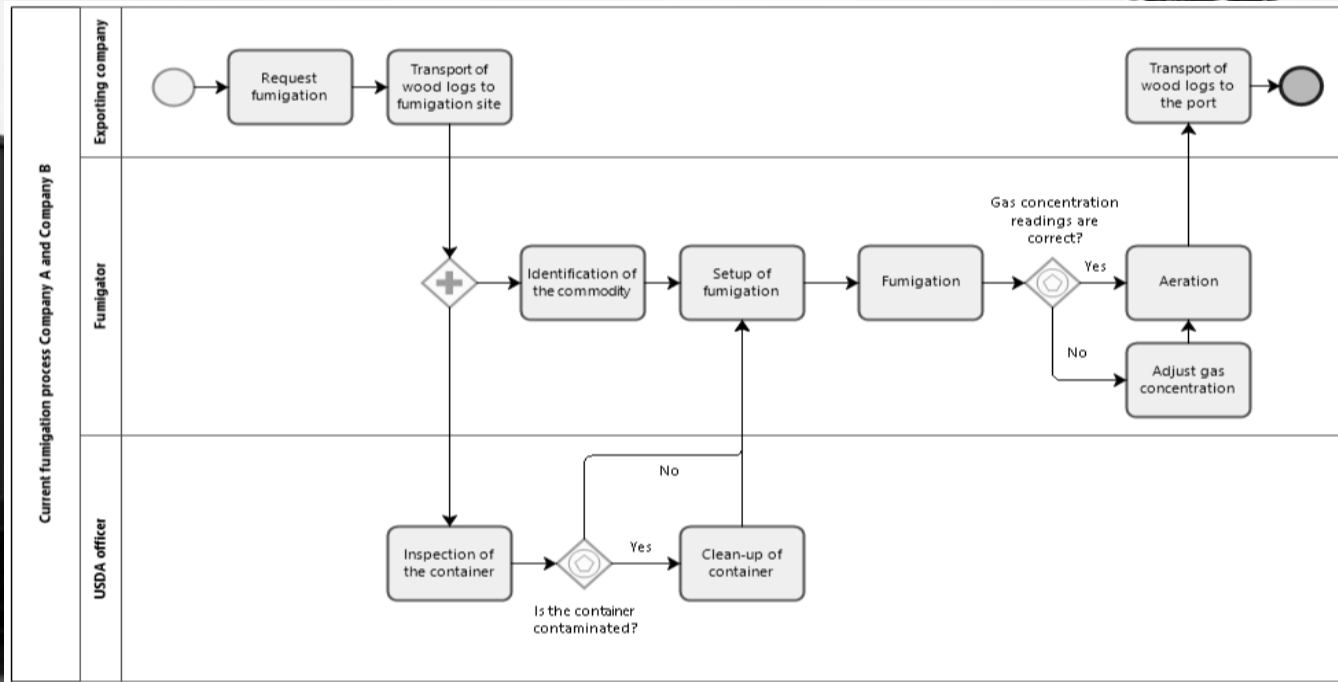 Current fumigation process Company A and Company B
Exporting company
Request
fumigation
Transport of
wood logs to
fumigation site
Transport of
wood logs to
the port
Fumigator
Identification of
the commodity
Setup of
fumigation
Fumigation
Gas concentration
readings are
correct?
Yes
Aeration
No
Adjust gas
concentration
USDA officer
Inspection of
the container
Is the container
contaminated?
No
Yes
Clean-up of
container